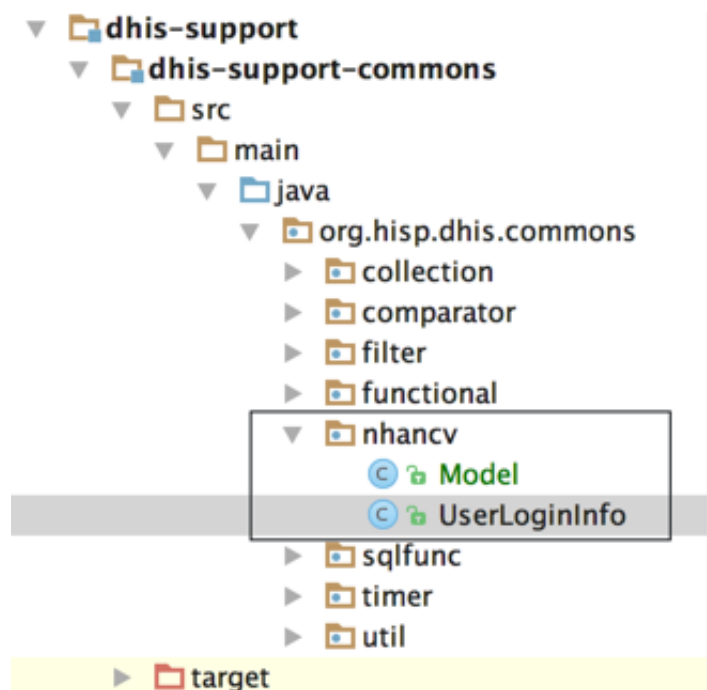 dhis-support
dhis-support-commons
src
main
java
org.hisp.dhis.commons
collection
comparator
filter
functional
nhancv
C Model
C UserLoginInfo
sqlfunc
timer
util
target